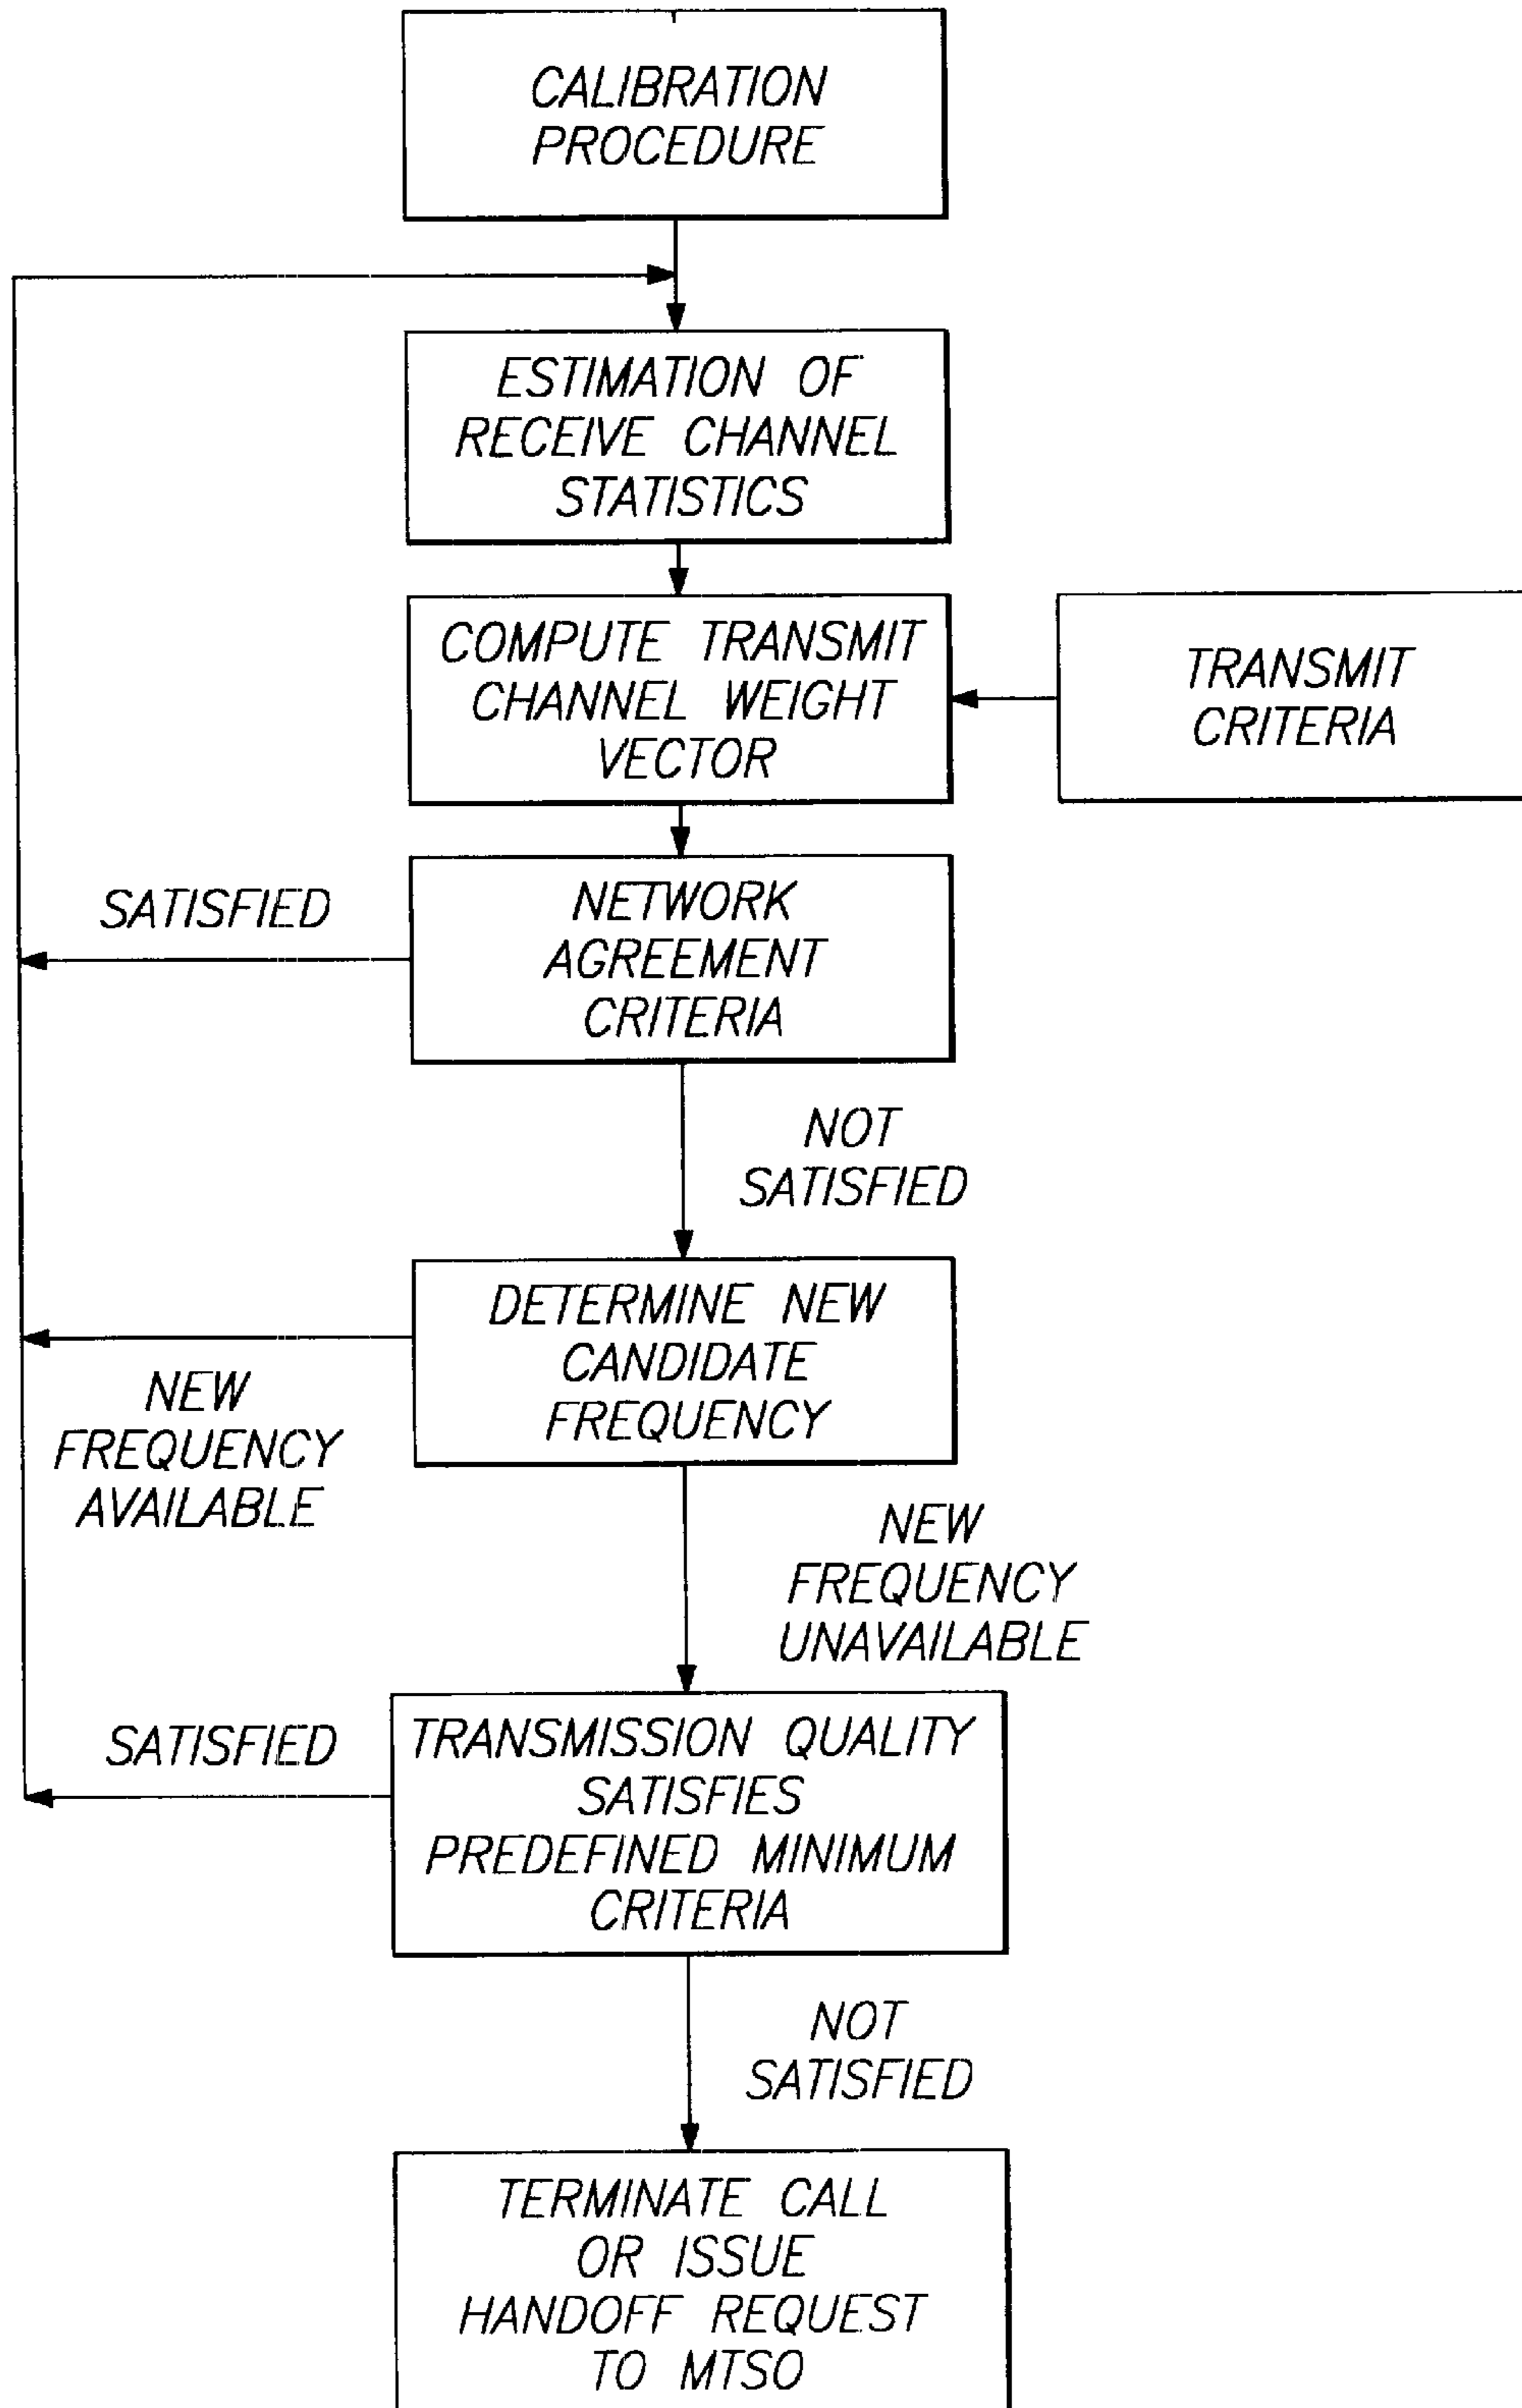 CALIBRATION
PROCEDURE
ESTIMATION OF
RECEIVE CHANNEL
STATISTICS
COMPUTE TRANSMIT
CHANNEL WEIGHT
VECTOR
TRANSMIT
CRITERIA
SATISFIED
NETWORK
AGREEMENT
CRITERIA
NOT
SATISFIED
DETERMINE NEW
CANDIDATE
FREQUENCY
NEW
FREQUENCY
AVAILABLE
NEW
FREQUENCY
UNAVAILABLE
SATISFIED
TRANSMISSION QUALITY
SATISFIES
PREDEFINED MINIMUM
CRITERIA
NOT
SATISFIED
TERMINATE CALL
OR ISSUE
HANDOFF REQUEST
TO MTSO